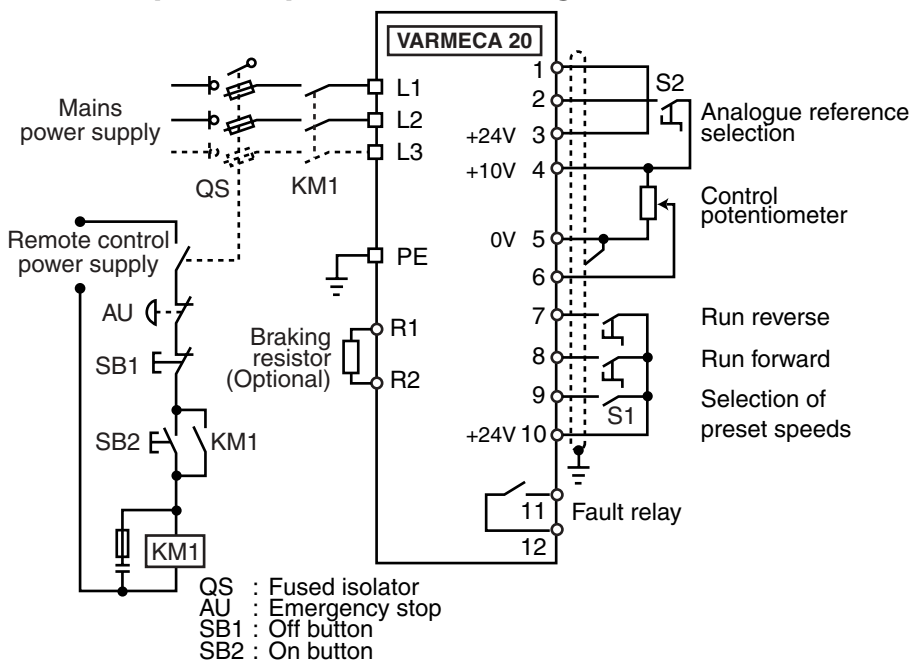 VARMECA 20
Mains
power supply
QS
KM1
L1
L2
L3
PE
R1
R2
Braking
resistor
(Optional)
Remote control
power supply
AU
SB1
SB2
KM1
KM1
1
2
+24V 3
+10V 4
0V 5
6
7
8
9
+24V 10
11
12
S2
Analogue reference
selection
Control
potentiometer
Run reverse
Run forward
S1
Selection of
preset speeds
Fault relay
QS : Fused isolator
AU : Emergency stop
SB1 : Off button
SB2 : On button